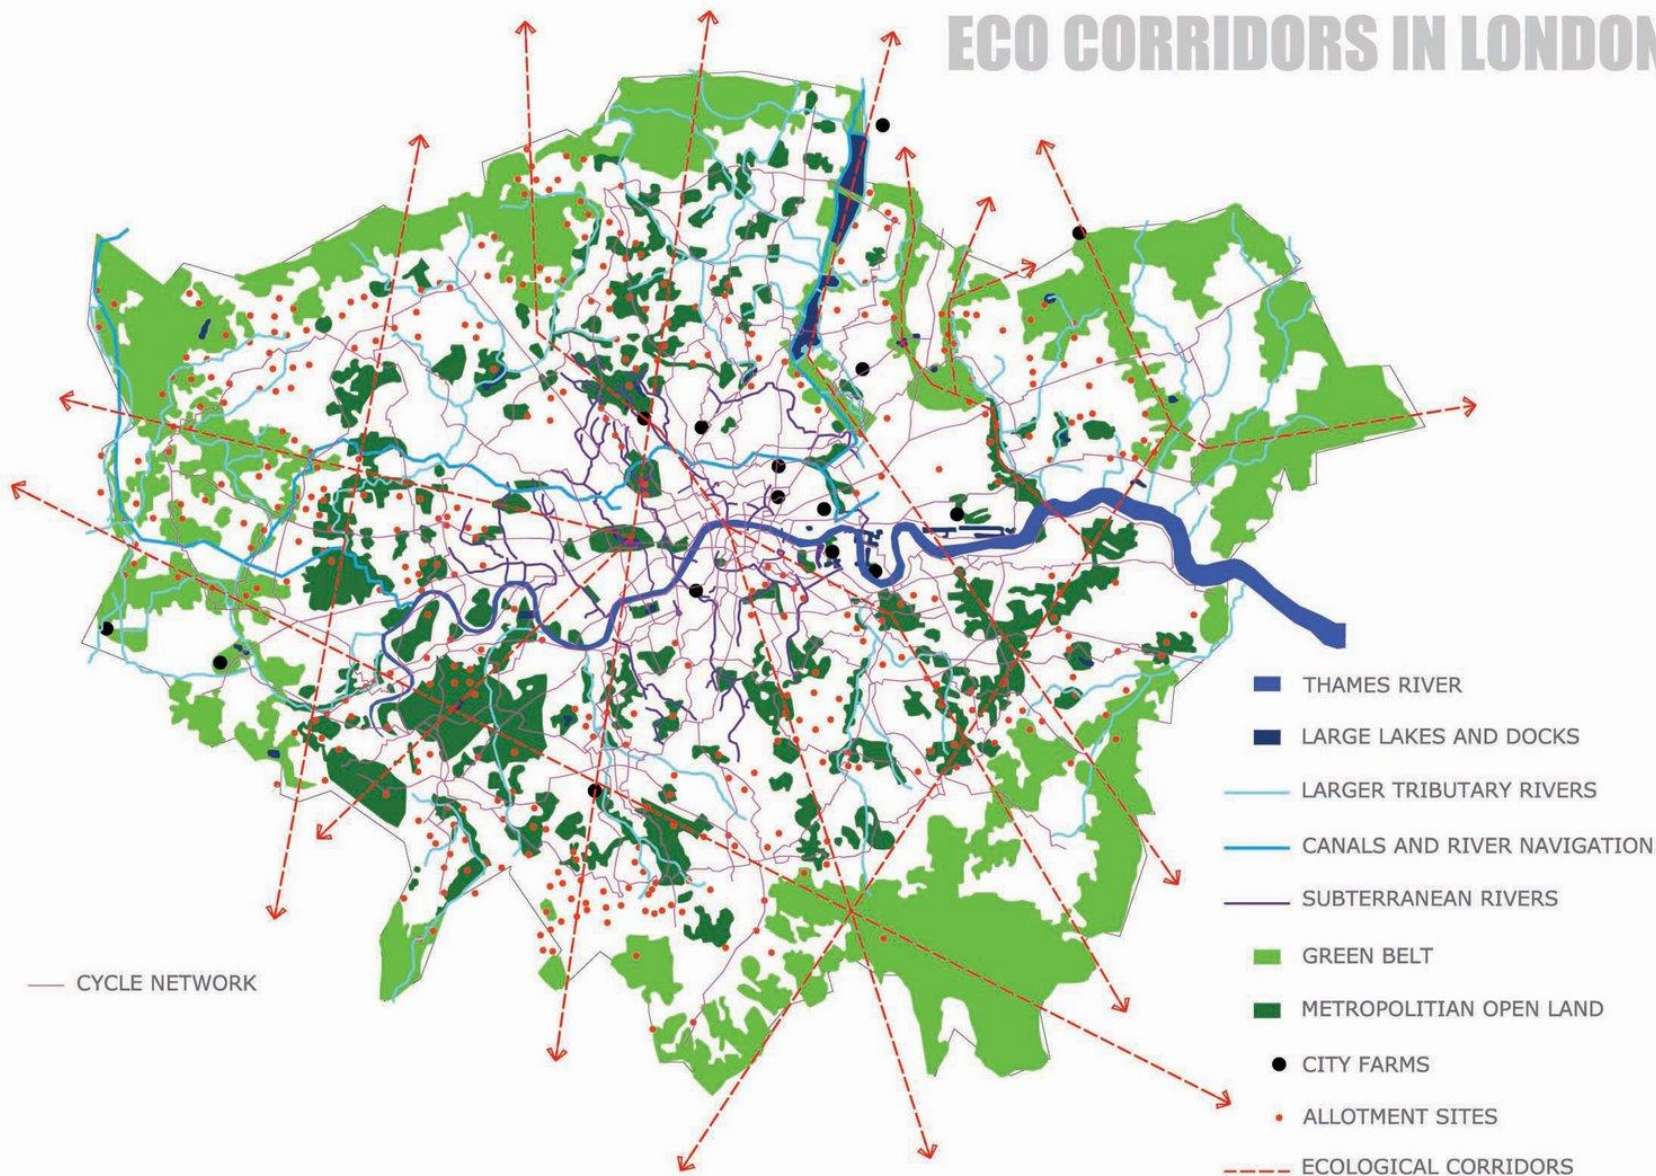 ECO CORRIDORS IN LONDON
THAMES RIVER
LARGE LAKES AND DOCKS
LARGER TRIBUTARY RIVERS
CANALS AND RIVER NAVIGATION
SUBTERRANEAN RIVERS
GREEN BELT
CYCLE NETWORK
METROPOLITIAN OPEN LAND
CITY FARMS
ALLOTMENT SITES
ECOLOGICAL CORRIDORS